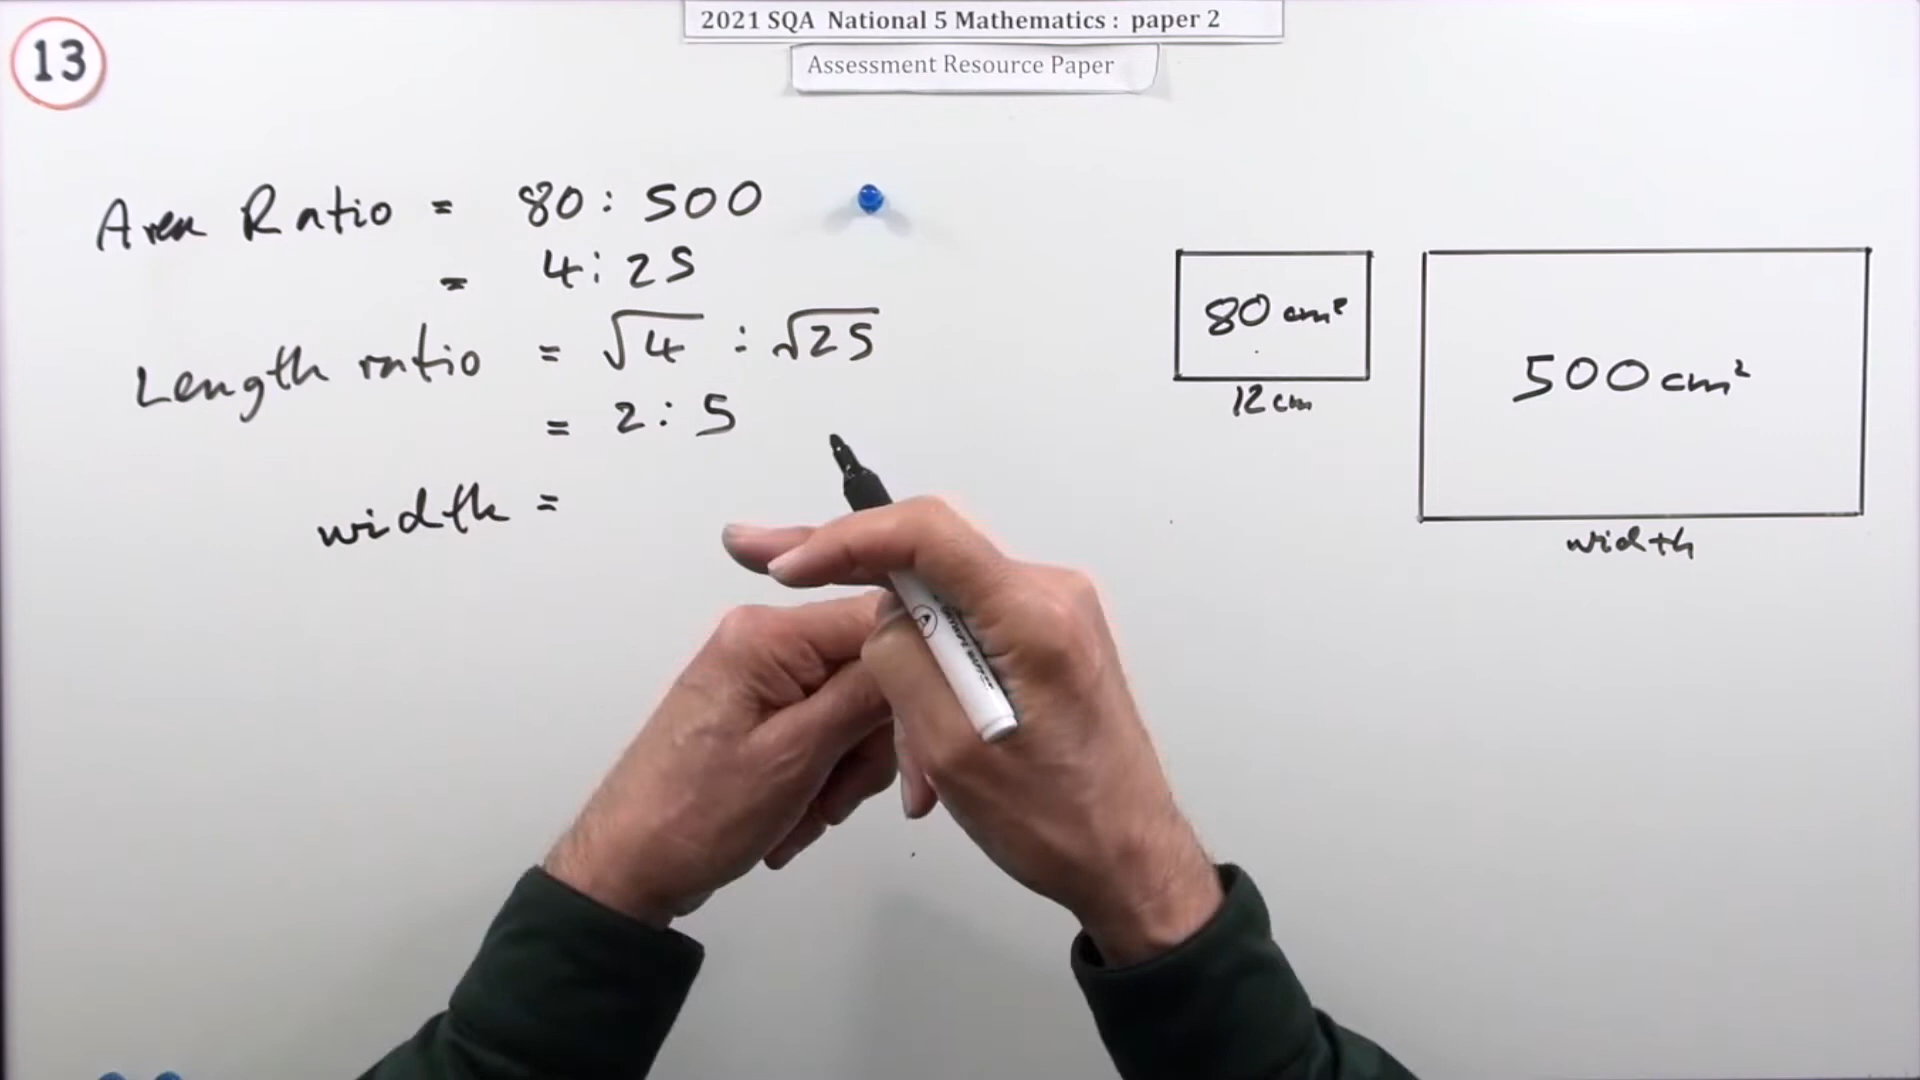 13
2021 SQA National 5 Mathematics : paper 2
Assessment Resource Paper
Area Ratio = 80 : 500
= 4 : 25
Length ratio = √4 : √25
= 2 : 5
width =
80 cm²
12 cm
500 cm²
width